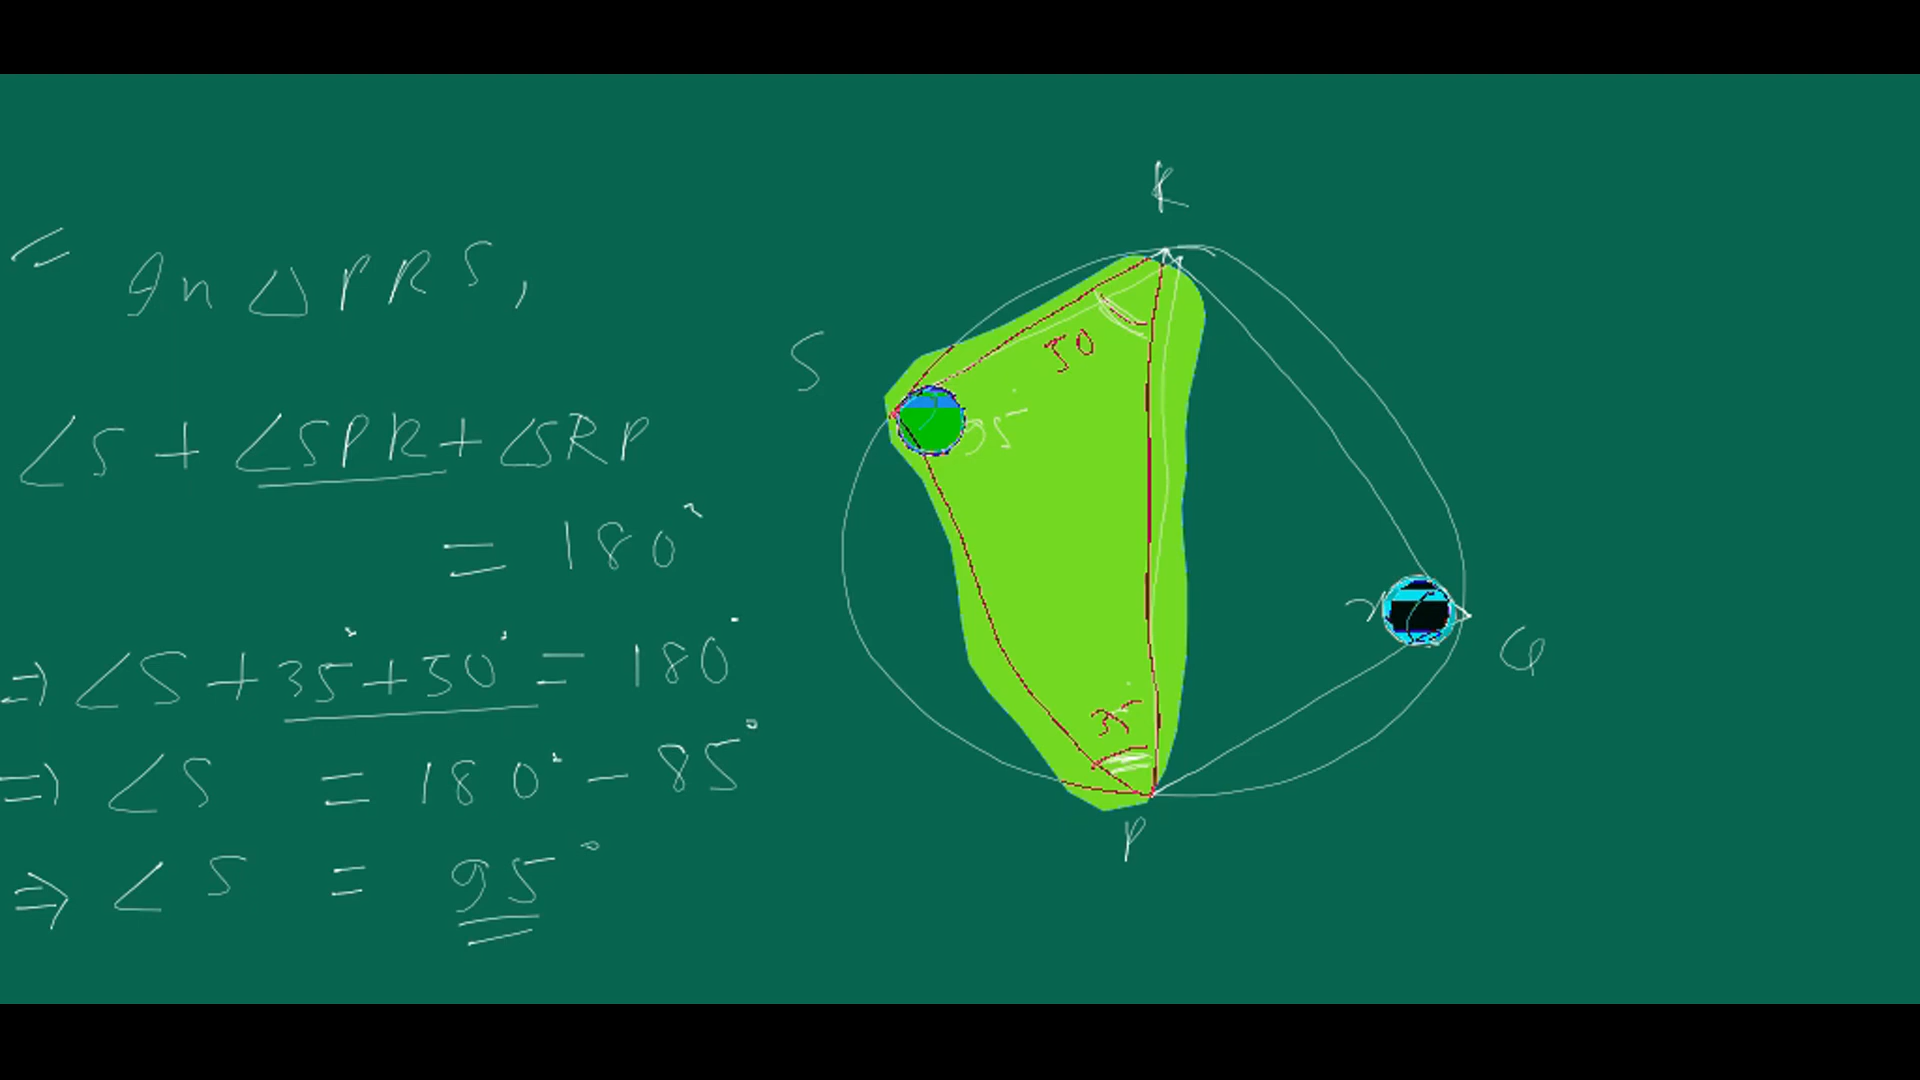 = In △PRS,
∠S + ∠SPR + ∠SRP
= 180°
⇒ ∠S + 35° + 50° = 180°
⇒ ∠S = 180° - 85°
⇒ ∠S = 95°
R
S
50
95
Q
35
P